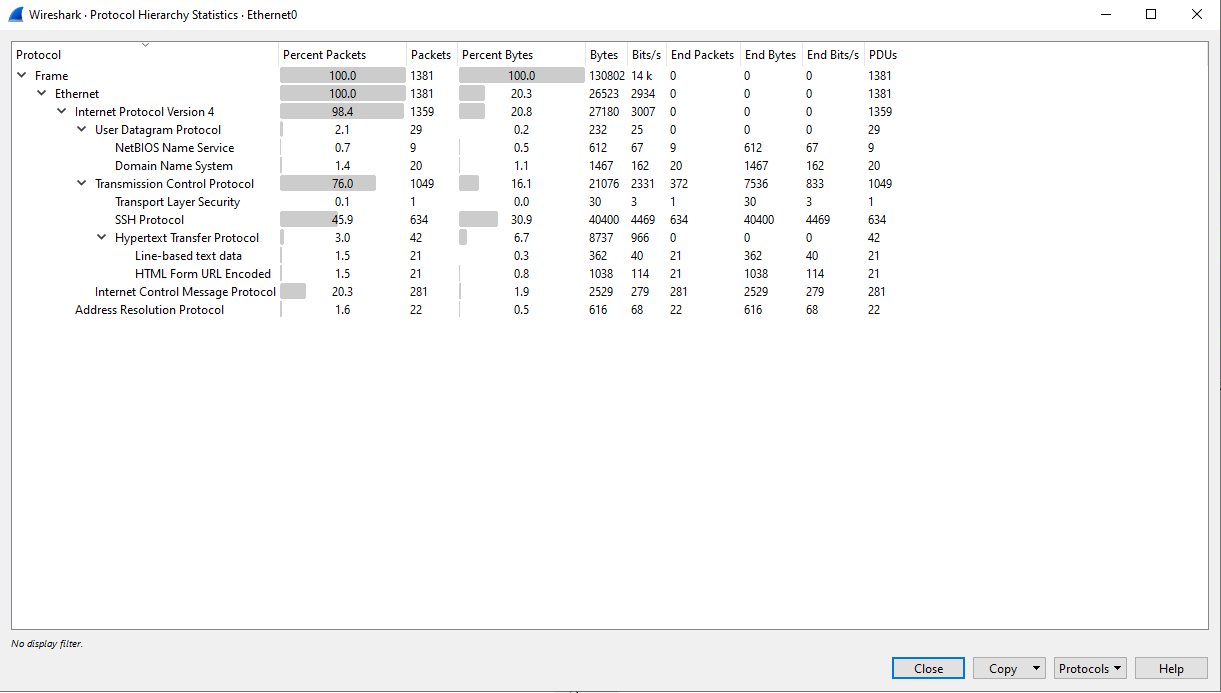 Wireshark · Protocol Hierarchy Statistics · Ethernet0
Protocol Percent Packets Packets Percent Bytes Bytes Bits/s End Packets End Bytes End Bits/s PDUs
Frame 100.0 1381 100.0 130802 14 k 0 0 0 1381
Ethernet 100.0 1381 20.3 26523 2934 0 0 0 1381
Internet Protocol Version 4 98.4 1359 20.8 27180 3007 0 0 0 1359
User Datagram Protocol 2.1 29 0.2 232 25 0 0 0 29
NetBIOS Name Service 0.7 9 0.5 612 67 9 612 67 9
Domain Name System 1.4 20 1.1 1467 162 20 1467 162 20
Transmission Control Protocol 76.0 1049 16.1 21076 2331 372 7536 833 1049
Transport Layer Security 0.1 1 0.0 30 3 1 30 3 1
SSH Protocol 45.9 634 30.9 40400 4469 634 40400 4469 634
Hypertext Transfer Protocol 3.0 42 6.7 8737 966 0 0 0 42
Line-based text data 1.5 21 0.3 362 40 21 362 40 21
HTML Form URL Encoded 1.5 21 0.8 1038 114 21 1038 114 21
Internet Control Message Protocol 20.3 281 1.9 2529 279 281 2529 279 281
Address Resolution Protocol 1.6 22 0.5 616 68 22 616 68 22
No display filter.
Close Copy Protocols Help